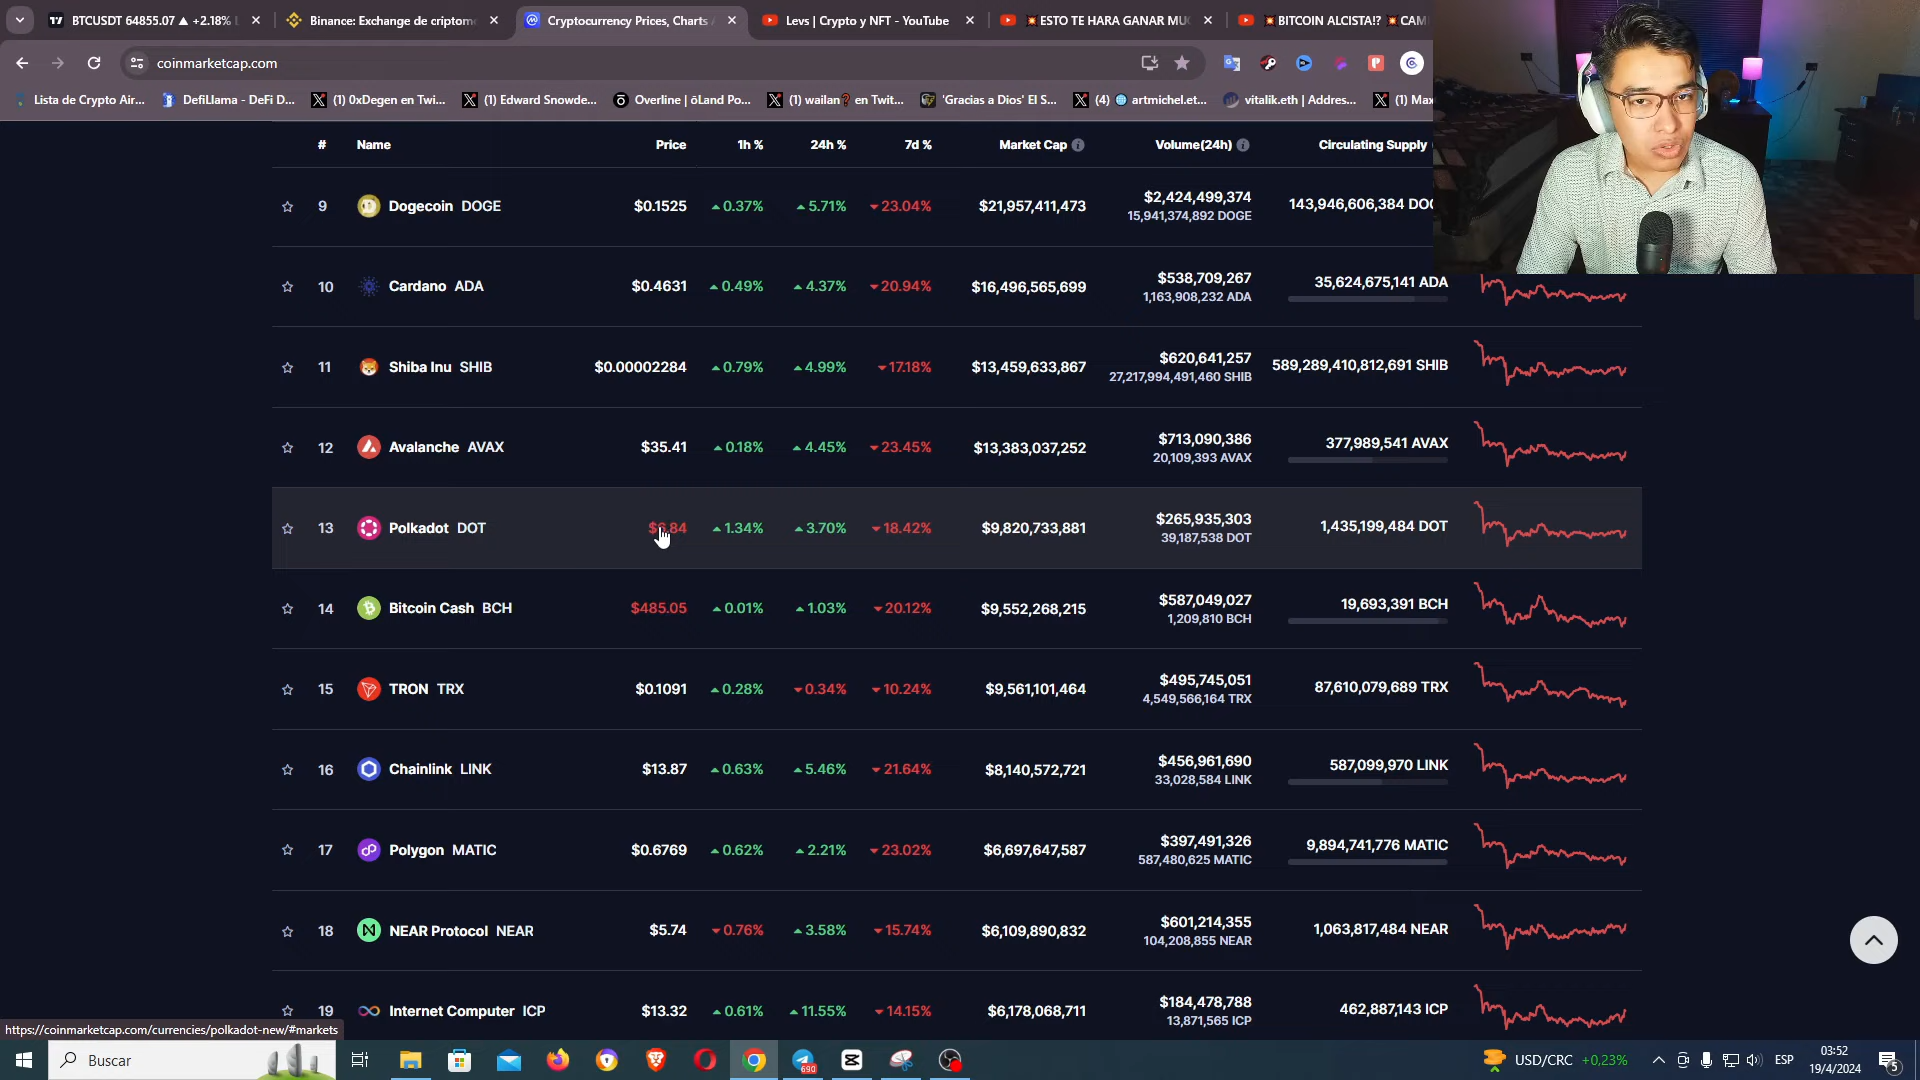 BTCUSDT 64855.07 ▲ +2.18%
Binance: Exchange de criptom
Cryptocurrency Prices, Charts
Levs | Crypto y NFT - YouTube
💥ESTO TE HARA GANAR MU
💥BITCOIN ALCISTA!? 💥CAM
coinmarketcap.com
Lista de Crypto Air...
DefiLlama - DeFi D...
(1) 0xDegen en Twi...
(1) Edward Snowde...
Overline | ōLand Po...
(1) wailan❓ en Twit...
'Gracias a Dios' El S...
(4) 🌐 artmichel.et...
vitalik.eth | Addres...
(1) Max
# Name Price 1h % 24h % 7d % Market Cap Volume(24h) Circulating Supply
9 Dogecoin DOGE $0.1525 0.37% 5.71% 23.04% $21,957,411,473 $2,424,499,374 143,946,606,384 DO
15,941,374,892 DOGE
10 Cardano ADA $0.4631 0.49% 4.37% 20.94% $16,496,565,699 $538,709,267 35,624,675,141 ADA
1,163,908,232 ADA
11 Shiba Inu SHIB $0.00002284 0.79% 4.99% 17.18% $13,459,633,867 $620,641,257 589,289,410,812,691 SHIB
27,217,994,491,460 SHIB
12 Avalanche AVAX $35.41 0.18% 4.45% 23.45% $13,383,037,252 $713,090,386 377,989,541 AVAX
20,109,393 AVAX
13 Polkadot DOT $6.84 1.34% 3.70% 18.42% $9,820,733,881 $265,935,303 1,435,199,484 DOT
39,187,538 DOT
14 Bitcoin Cash BCH $485.05 0.01% 1.03% 20.12% $9,552,268,215 $587,049,027 19,693,391 BCH
1,209,810 BCH
15 TRON TRX $0.1091 0.28% 0.34% 10.24% $9,561,101,464 $495,745,051 87,610,079,689 TRX
4,549,566,164 TRX
16 Chainlink LINK $13.87 0.63% 5.46% 21.64% $8,140,572,721 $456,961,690 587,099,970 LINK
33,028,584 LINK
17 Polygon MATIC $0.6769 0.62% 2.21% 23.02% $6,697,647,587 $397,491,326 9,894,741,776 MATIC
587,480,625 MATIC
18 NEAR Protocol NEAR $5.74 0.76% 3.58% 15.74% $6,109,890,832 $601,214,355 1,063,817,484 NEAR
104,208,855 NEAR
19 Internet Computer ICP $13.32 0.61% 11.55% 14.15% $6,178,068,711 $184,478,788 462,887,143 ICP
13,871,565 ICP
https://coinmarketcap.com/currencies/polkadot-new/#markets
Buscar
690
USD/CRC +0,23%
ESP
03:52
19/4/2024
5